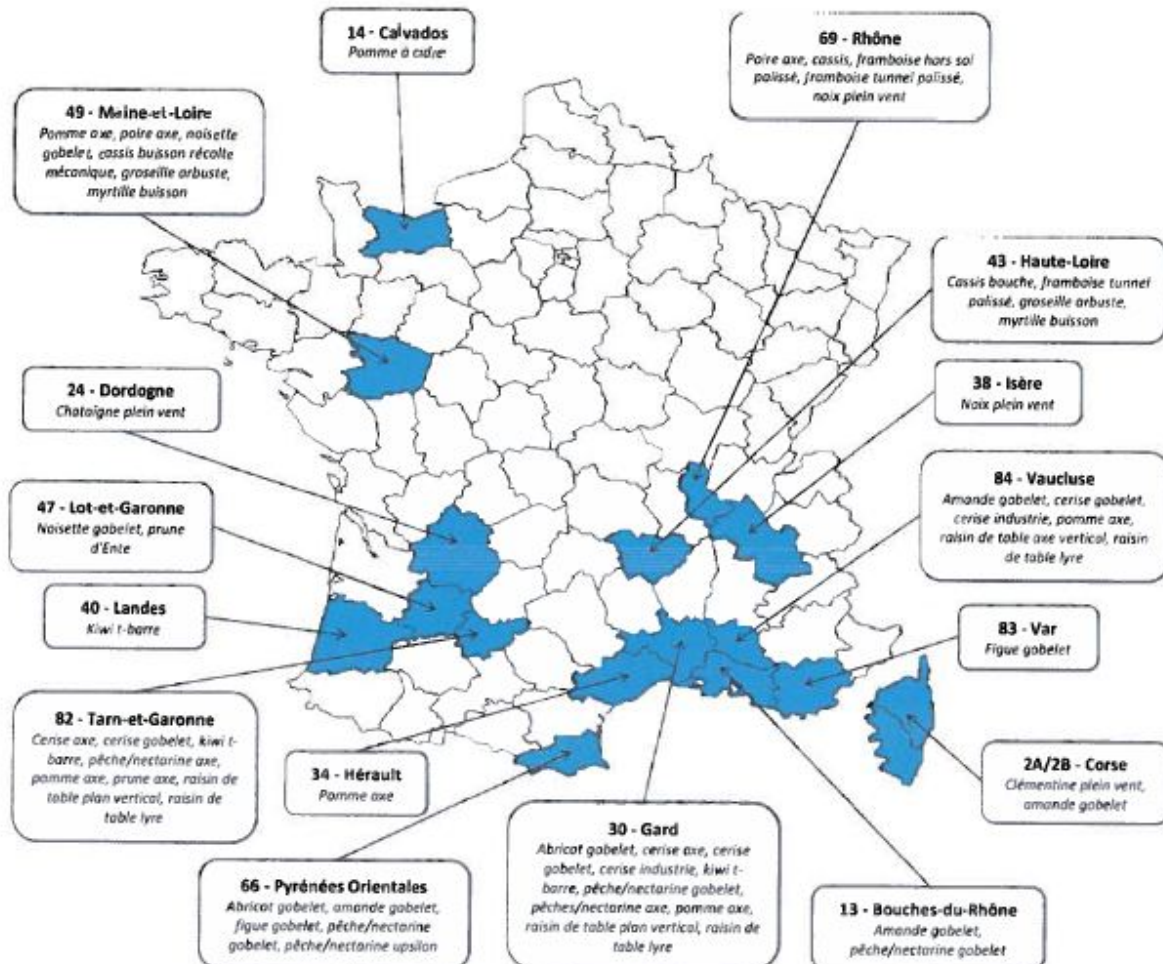 14 - Calvados
Pomme à cidre
69 - Rhône
Poire axe, cassis, framboise hors sol
palissé, framboise tunnel palissé,
noix plein vent
49 - Maine-et-Loire
Pomme axe, poire axe, noisette
gobelet, cassis buisson récolte
mécanique, groseille arbuste,
myrtille buisson
43 - Haute-Loire
Cassis bouche, framboise tunnel
palissé, groseille arbuste,
myrtille buisson
24 - Dordogne
Chataîgne plein vent
38 - Isère
Noix plein vent
47 - Lot-et-Garonne
Noisette gobelet, prune
d'Ente
84 - Vaucluse
Amande gobelet, cerise gobelet,
cerise industrie, pomme axe,
raisin de table axe vertical, raisin
de table lyre
40 - Landes
Kiwi t-barre
83 - Var
Figue gobelet
82 - Tarn-et-Garonne
Cerise axe, cerise gobelet, kiwi t-
barre, pêche/nectarine axe,
pomme axe, prune axe, raisin de
table plan vertical, raisin de
table lyre
34 - Hérault
Pomme axe
2A/2B - Corse
Clémentine plein vent,
amande gobelet
30 - Gard
Abricot gobelet, cerise axe, cerise
gobelet, cerise industrie, kiwi t-
barre, pêche/nectarine gobelet,
pêches/nectarine axe, pomme axe,
raisin de table plan vertical, raisin de
table lyre
66 - Pyrénées Orientales
Abricot gobelet, amande gobelet,
figue gobelet, pêche/nectarine
gobelet, pêche/nectarine upsilon
13 - Bouches-du-Rhône
Amande gobelet,
pêche/nectarine gobelet